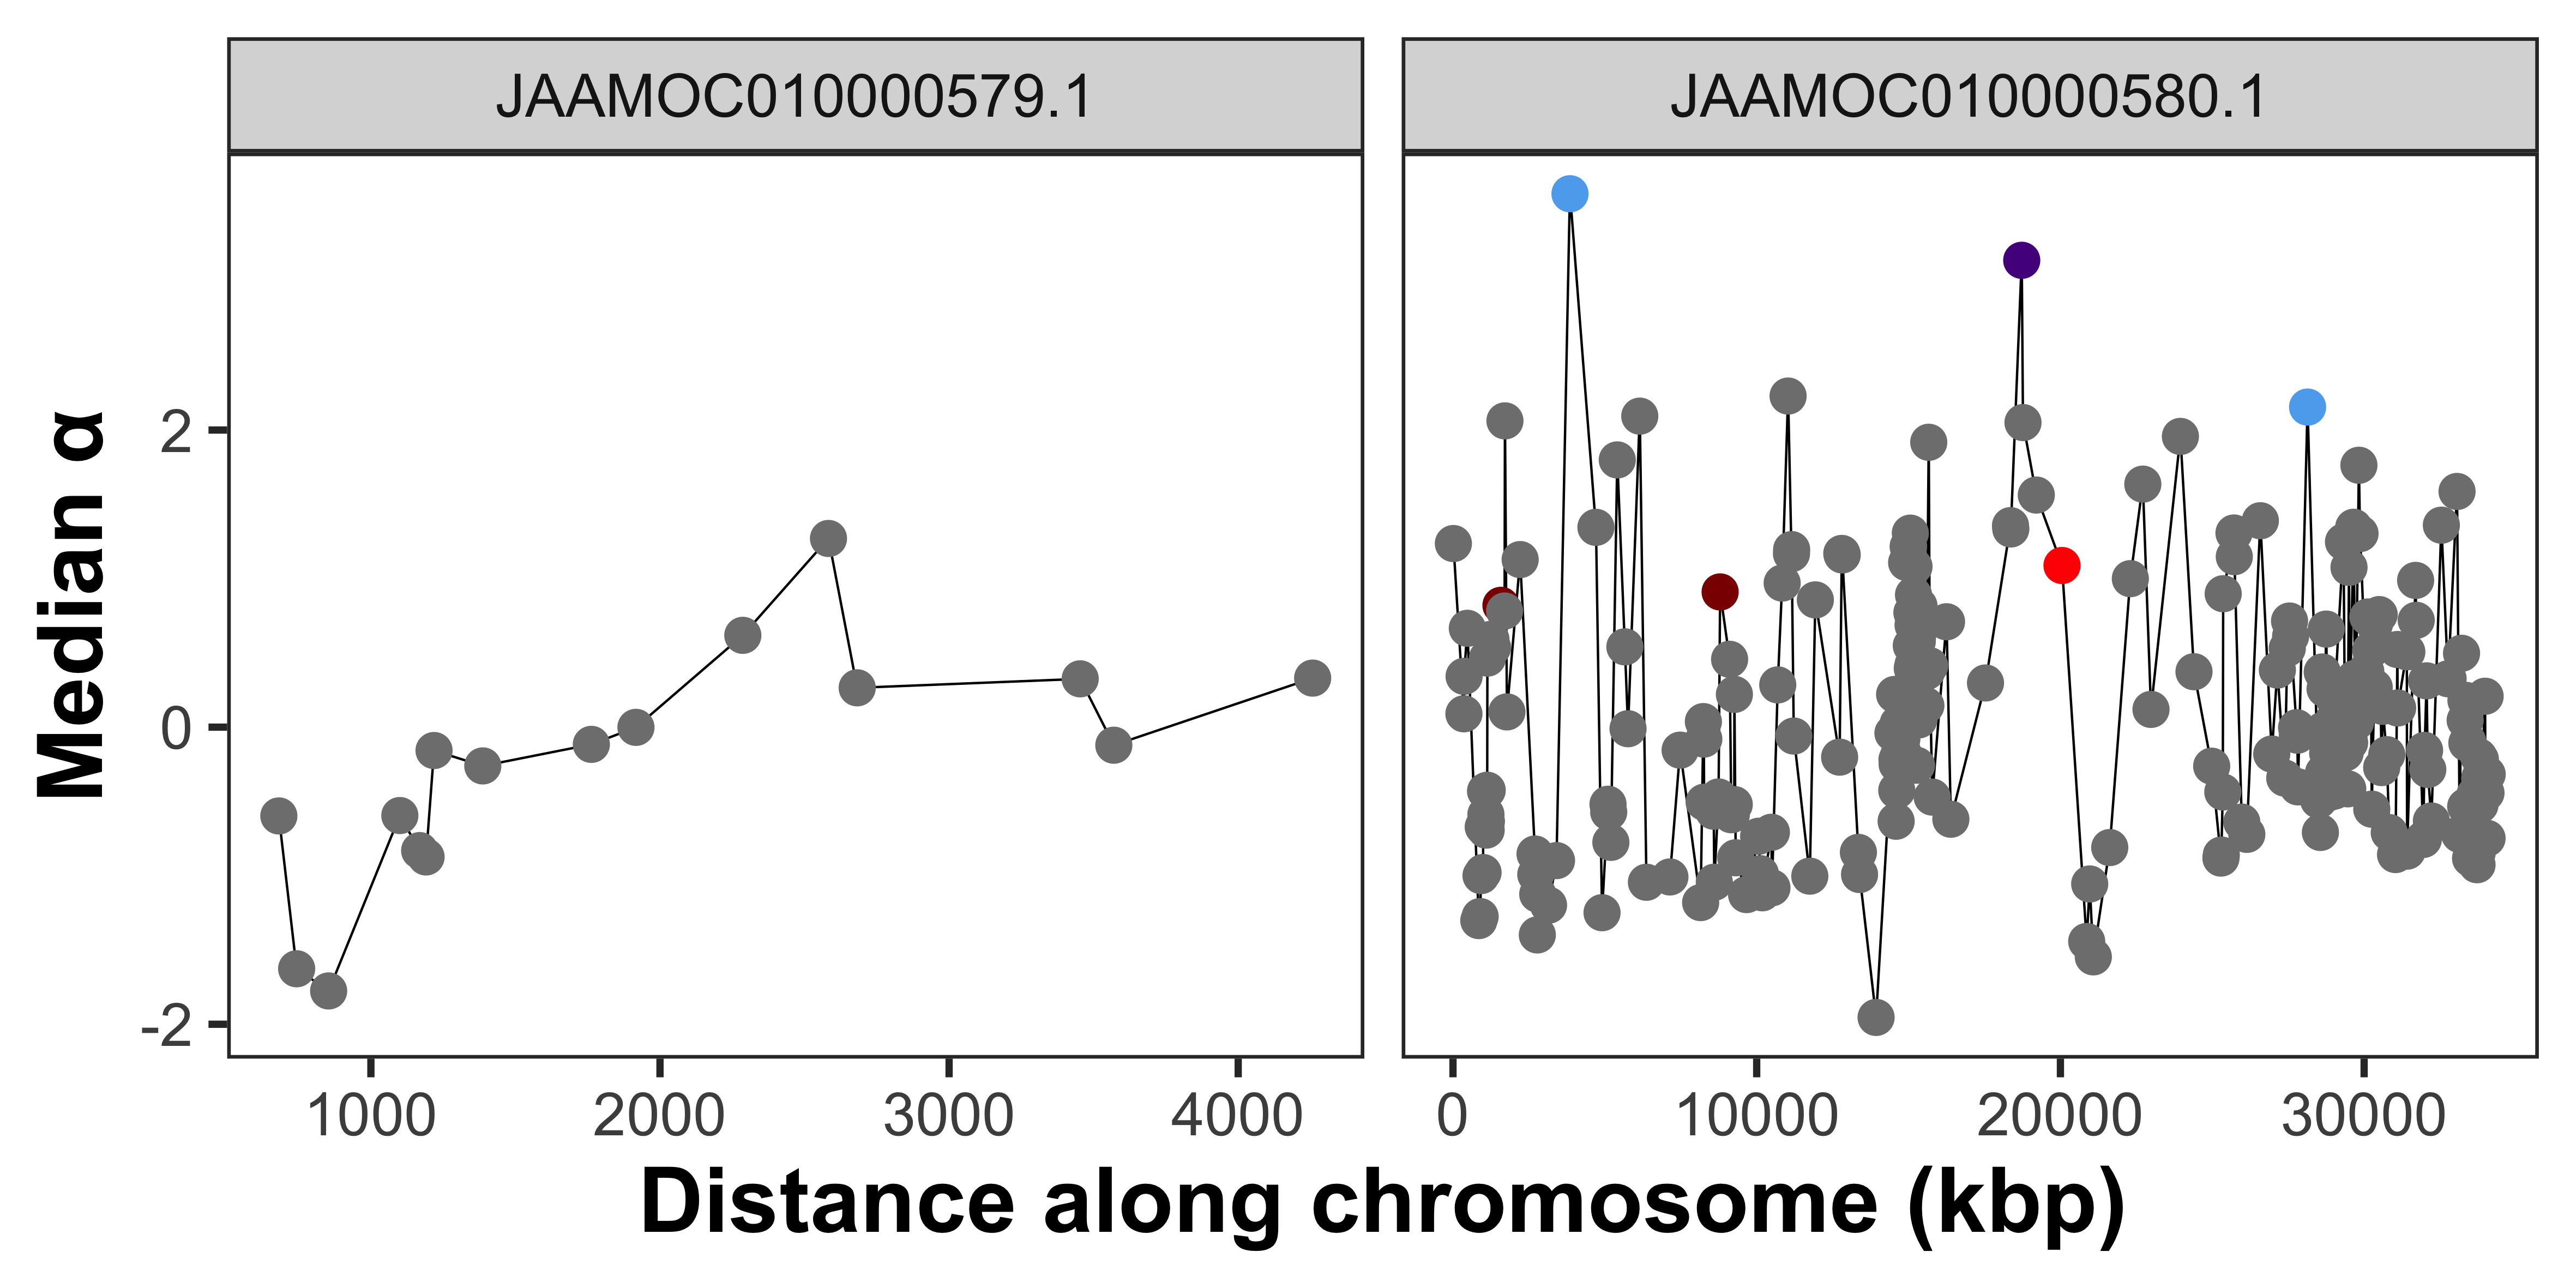 JAAMOC010000579.1 JAAMOC010000580.1
Median α
2
0
-2
1000 2000 3000 4000 0 10000 20000 30000
Distance along chromosome (kbp)